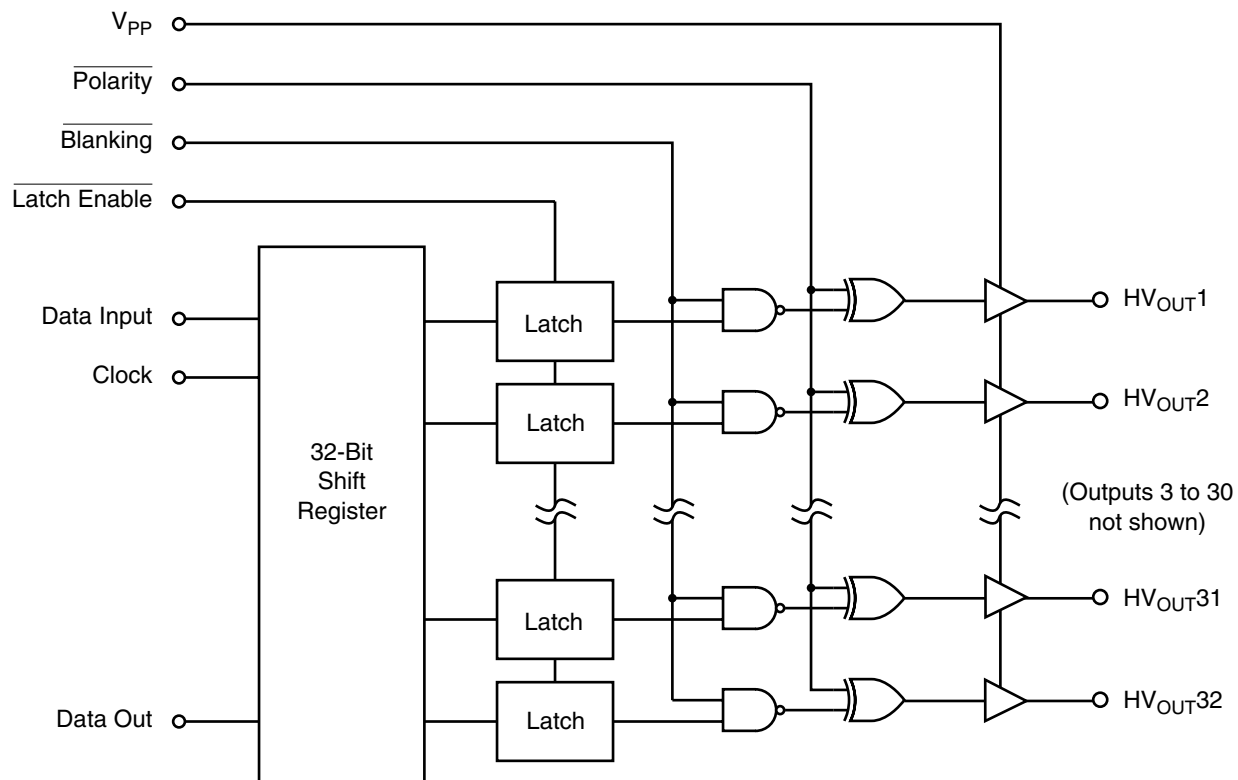 VPP
Polarity
Blanking
Latch Enable
Data Input
Clock
Data Out
32-Bit
Shift
Register
Latch
Latch
Latch
Latch
HVOUT1
HVOUT2
(Outputs 3 to 30
not shown)
HVOUT31
HVOUT32